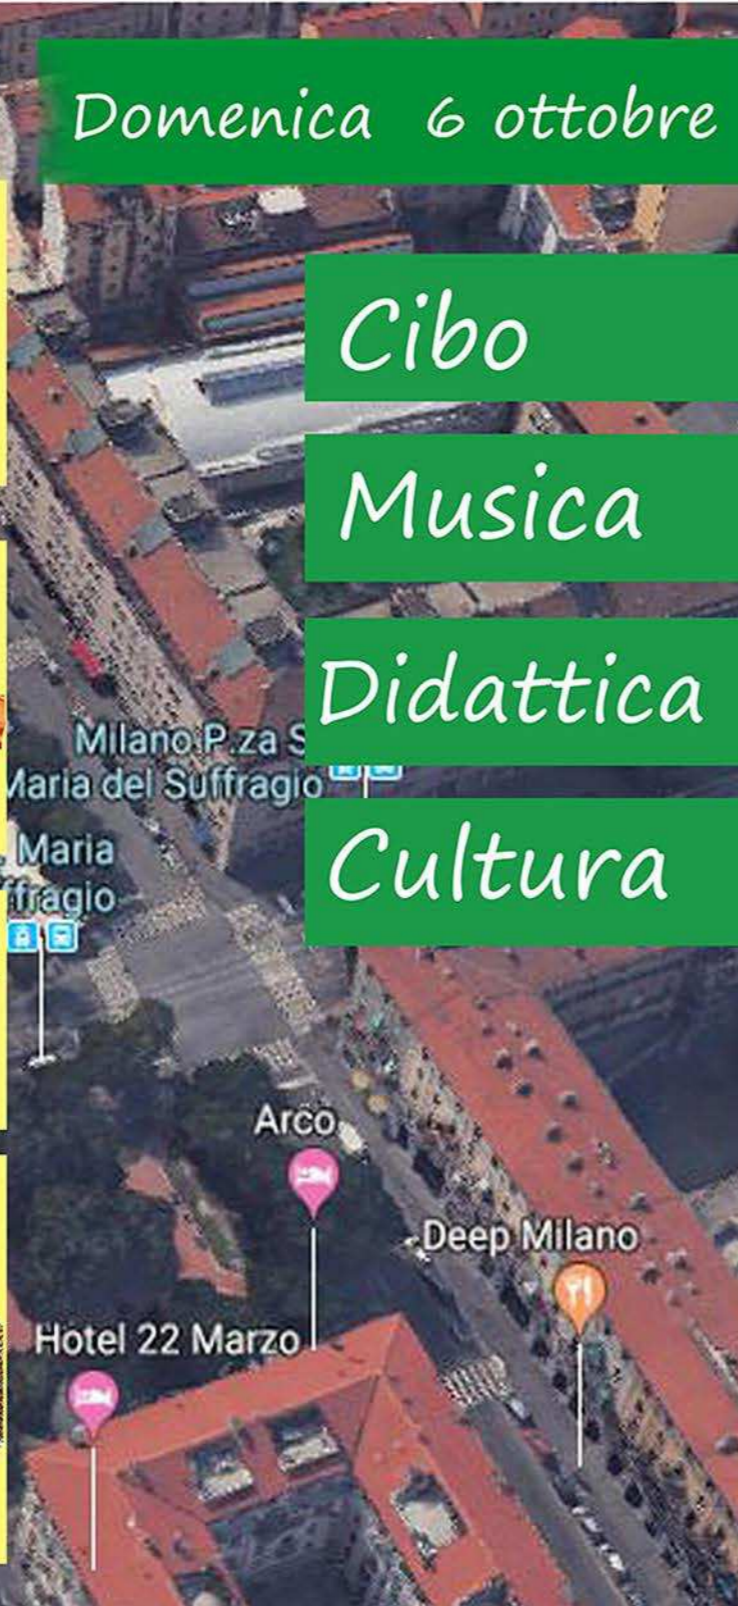 Domenica 6 ottobre
Cibo
Musica
Didattica
Milano P.za S
Maria del Suffragio
Maria
ffragio
Cultura
Arco
Deep Milano
Hotel 22 Marzo